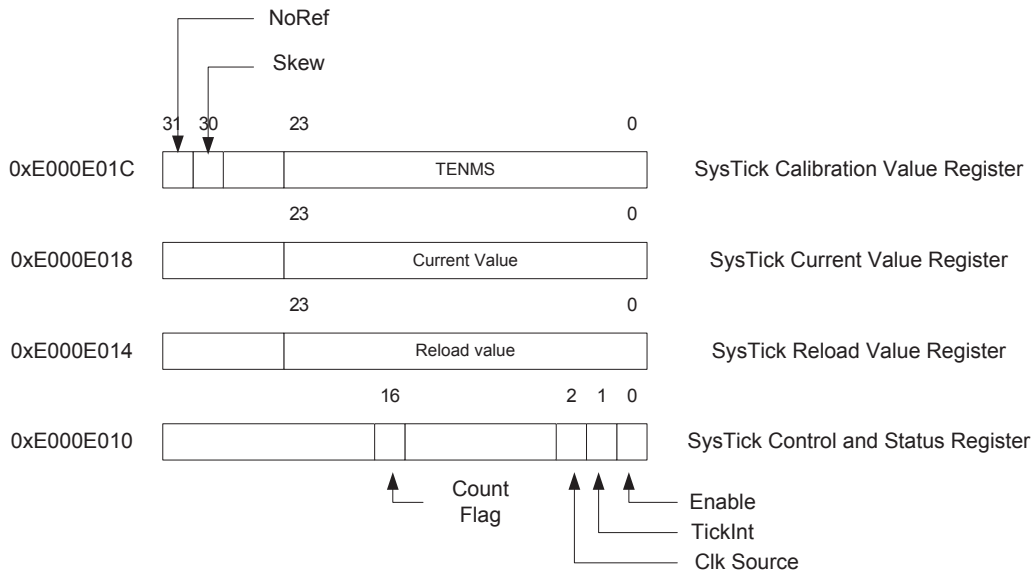 NoRef
Skew
31 30 23 0
0xE000E01C TENMS SysTick Calibration Value Register
23 0
0xE000E018 Current Value SysTick Current Value Register
23 0
0xE000E014 Reload value SysTick Reload Value Register
16 2 1 0
0xE000E010 SysTick Control and Status Register
Count
Flag
Enable
TickInt
Clk Source